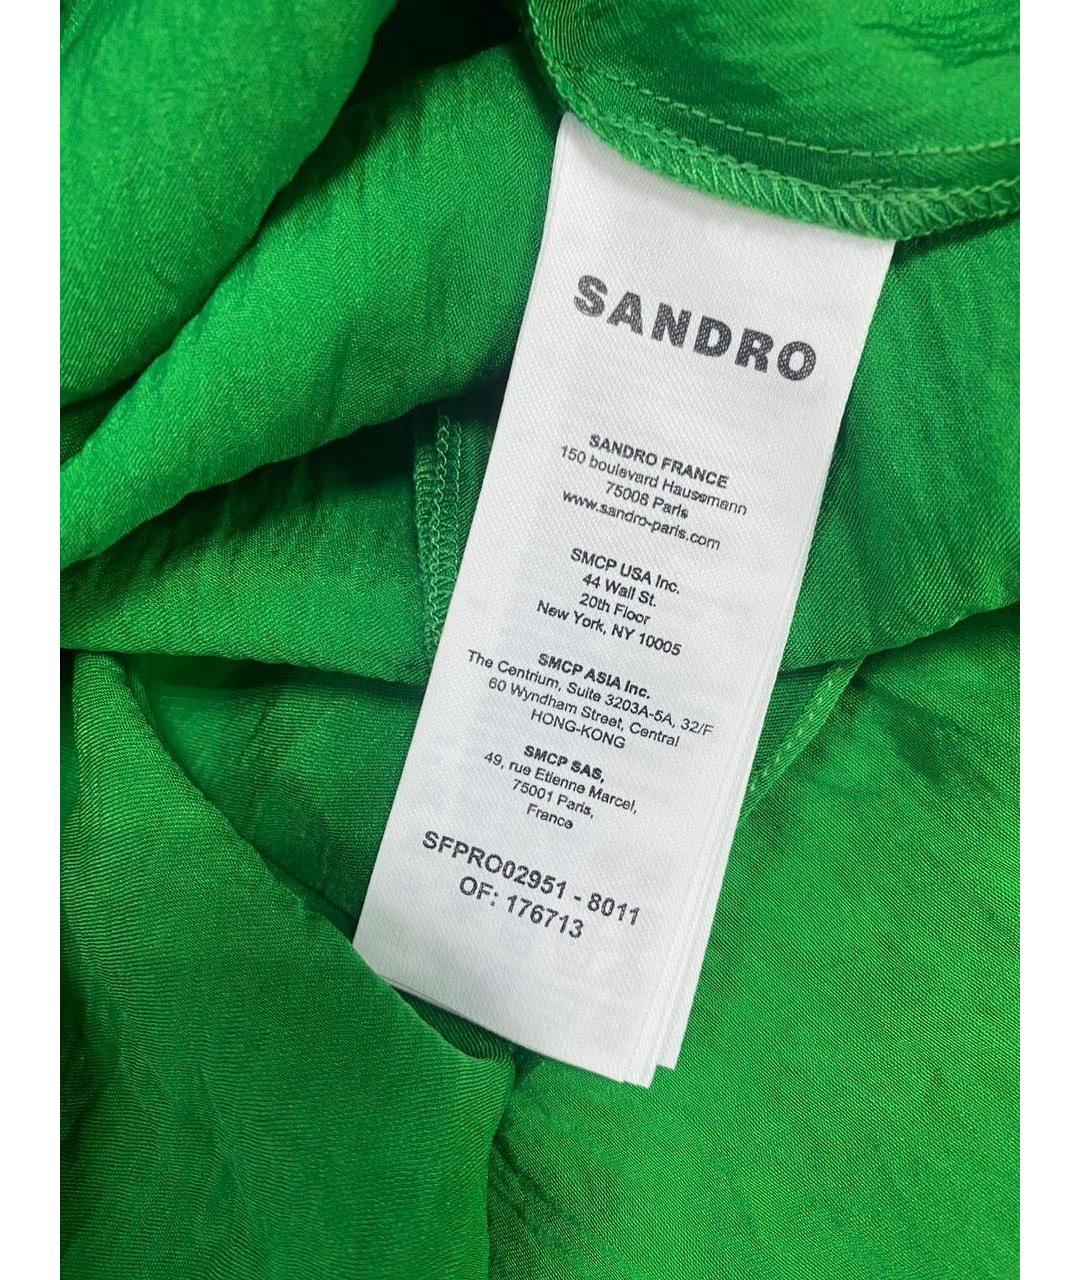 SANDRO
SANDRO FRANCE
150 boulevard Haussmann
75008 Paris
www.sandro-paris.com
SMCP USA Inc.
44 Wall St.
20th Floor
New York, NY 10005
SMCP ASIA Inc.
The Centrium, Suite 3203A-5A, 32/F
60 Wyndham Street, Central
HONG-KONG
SMCP SAS,
49, rue Etienne Marcel,
75001 Paris,
France
SFPRO02951 - 8011
OF: 176713